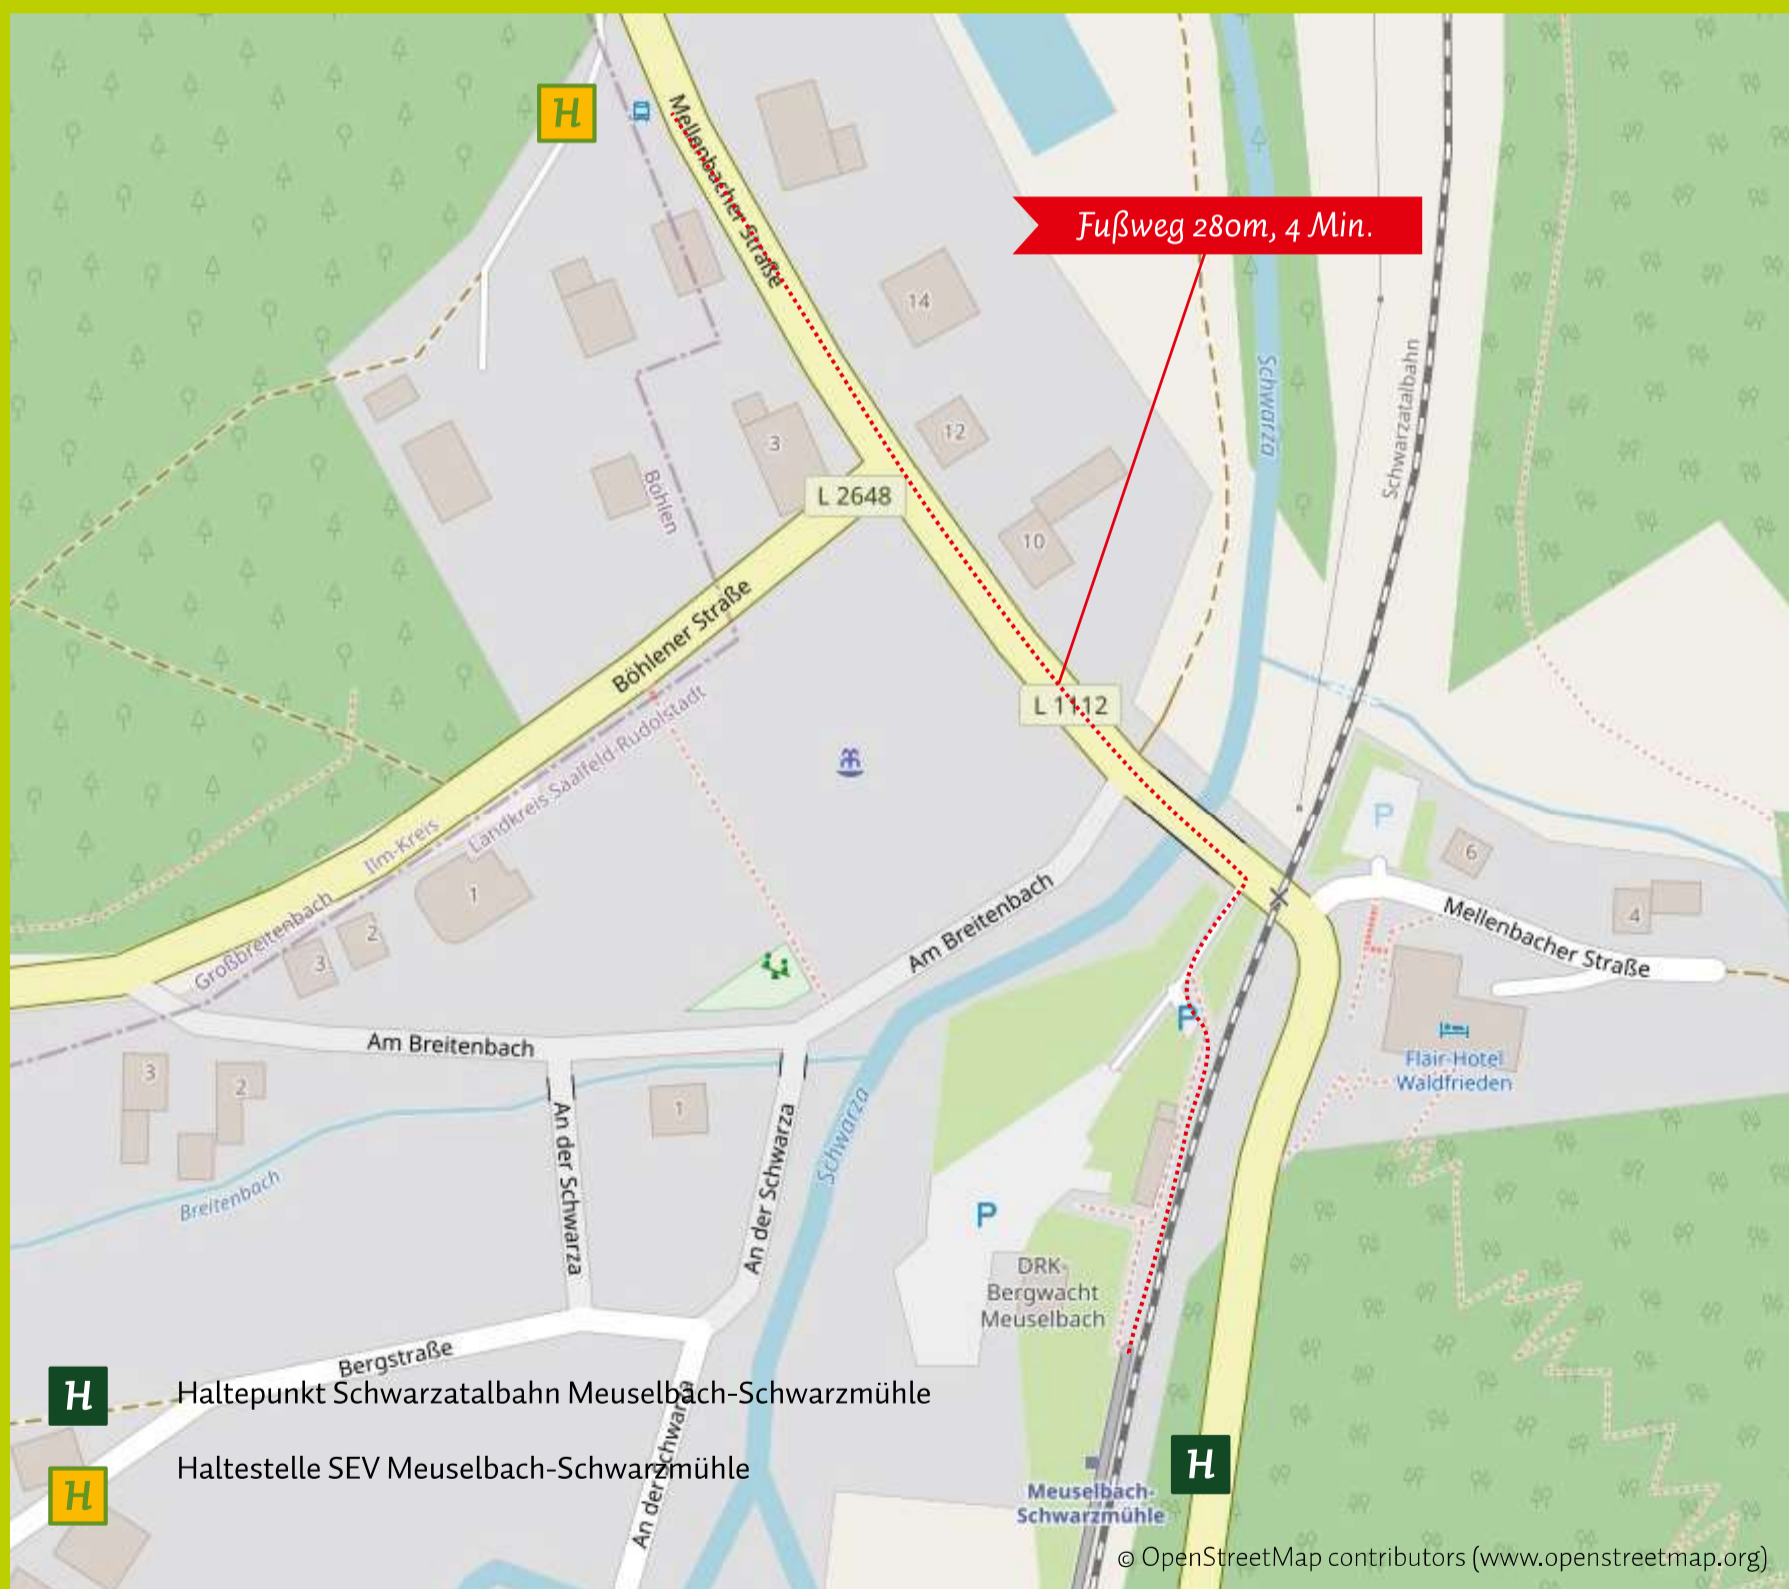 H
Mellenbacher Straße
Fußweg 280m, 4 Min.
14
Schwarzatalbahn
Schwarza
3
12
Böhlen
L 2648
10
Böhlener Straße
L 1112
Landkreis Saalfeld-Rudolstadt
Ilm-Kreis
Großbreitenbach
P
6
1
2
3
4
Mellenbacher Straße
Am Breitenbach
Am Breitenbach
P
Flair-Hotel
Waldfrieden
3
2
1
An der Schwarza
An der Schwarza
Schwarza
Breitenbach
P
DRK-
Bergwacht
Meuselbach
Bergstraße
H Haltepunkt Schwarzatalbahn Meuselbach-Schwarzmühle
An der Schwarza
H Haltestelle SEV Meuselbach-Schwarzmühle
H
Meuselbach-
Schwarzmühle
© OpenStreetMap contributors (www.openstreetmap.org)